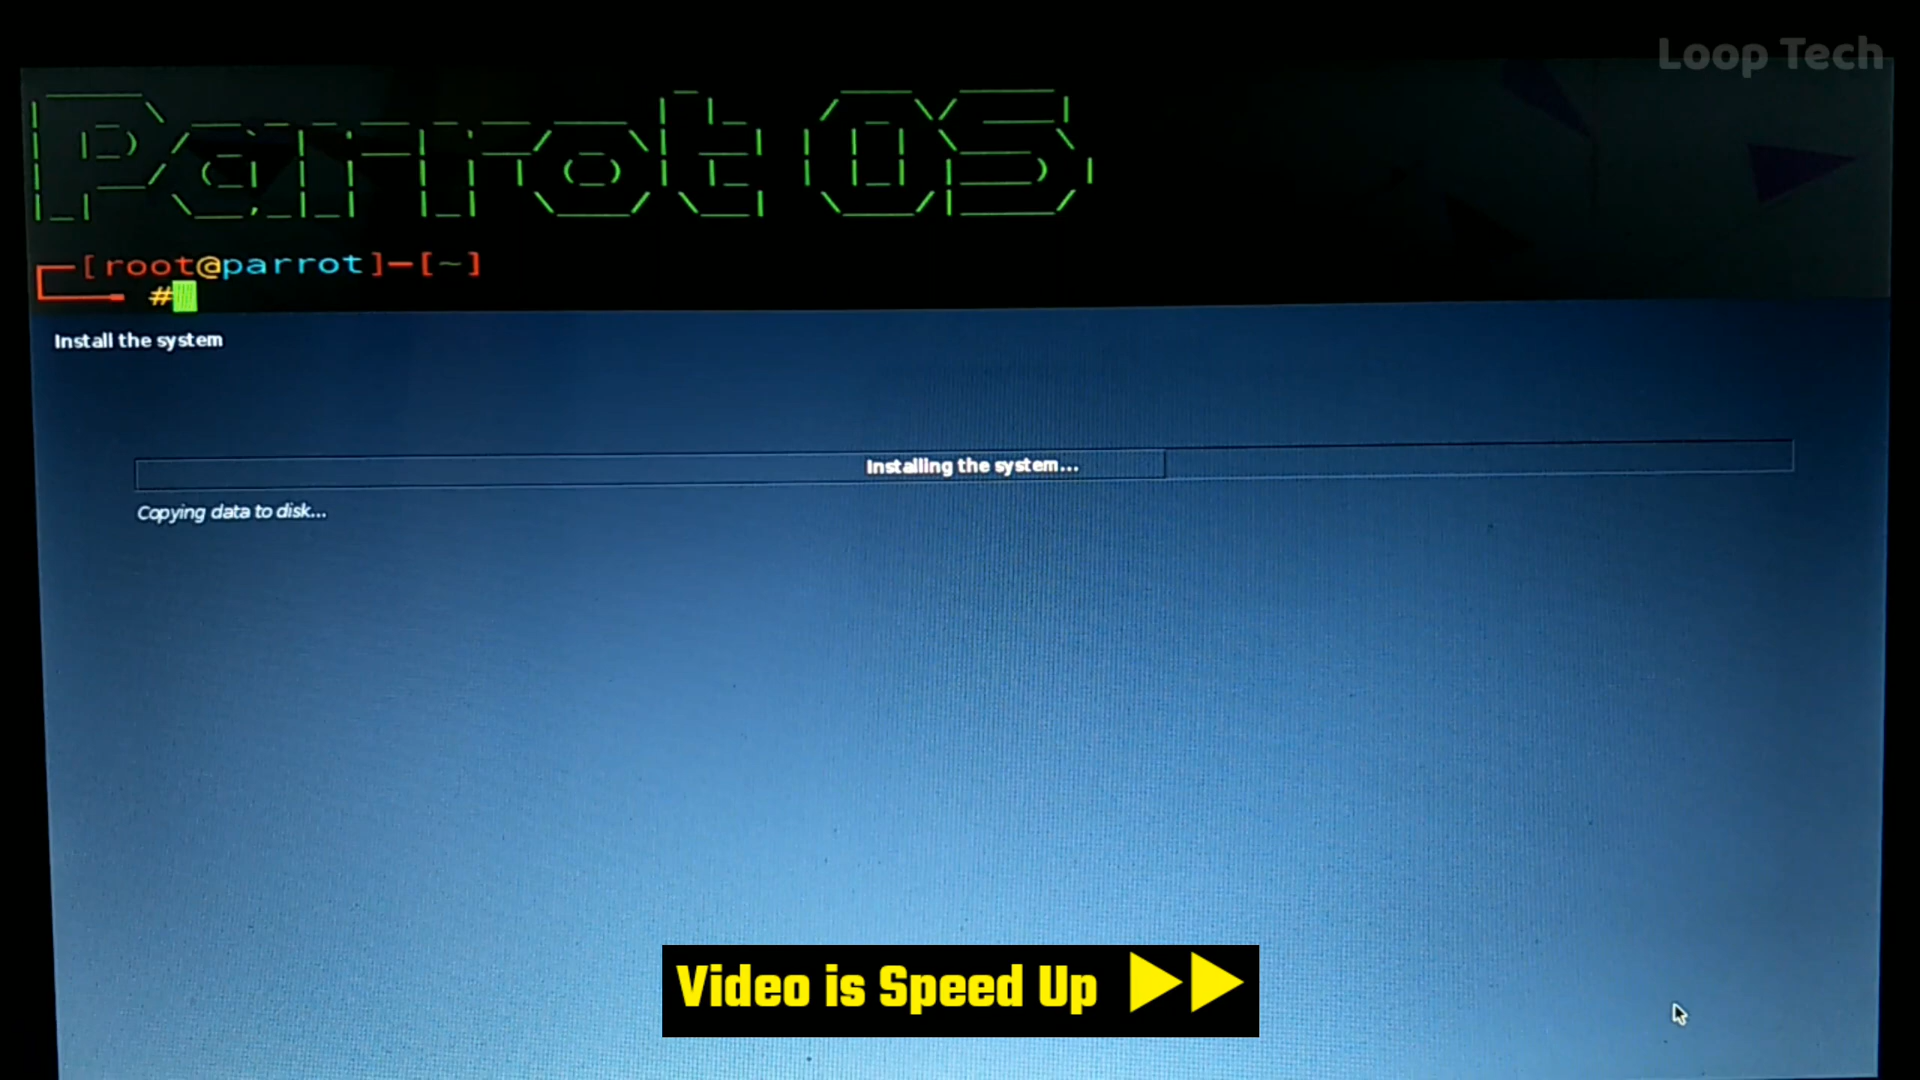 Loop Tech
Parrot OS
[root@parrot]-[~]
#
Install the system
Installing the system...
Copying data to disk...
Video is Speed Up